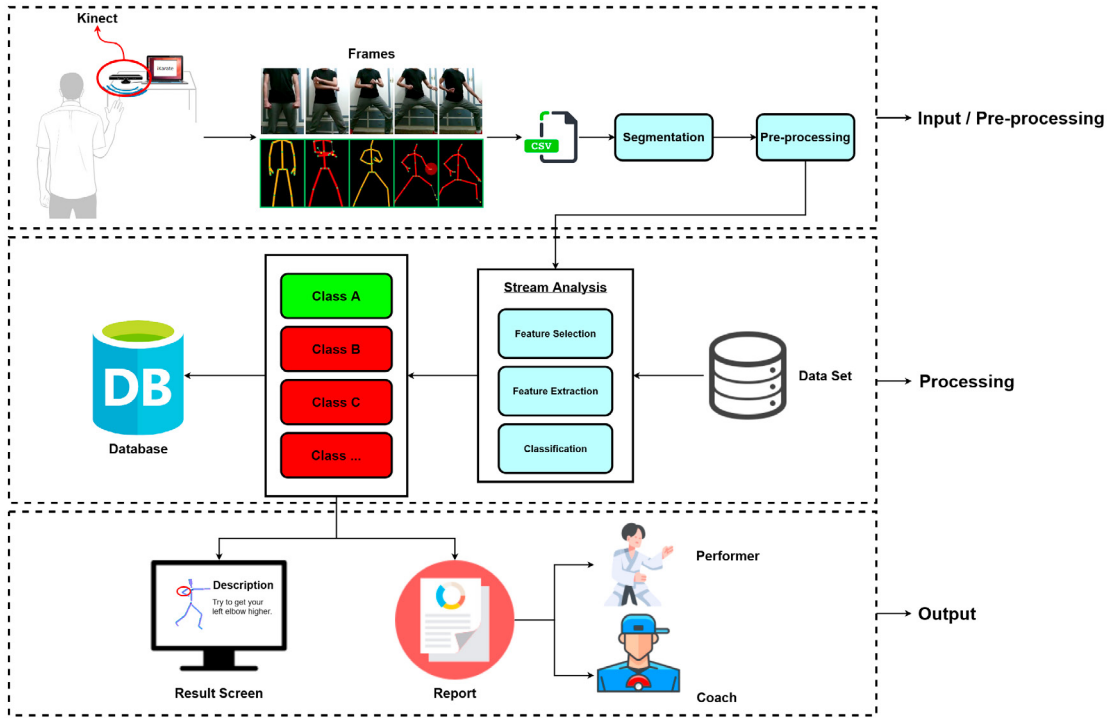 Kinect
iKarate
Frames
CSV
Segmentation
Pre-processing
Input / Pre-processing
Stream Analysis
Feature Selection
Feature Extraction
Classification
Class A
Class B
Class C
Class ...
DB
Database
Data Set
Processing
Description
Try to get your
left elbow higher.
Result Screen
Report
Performer
Coach
Output